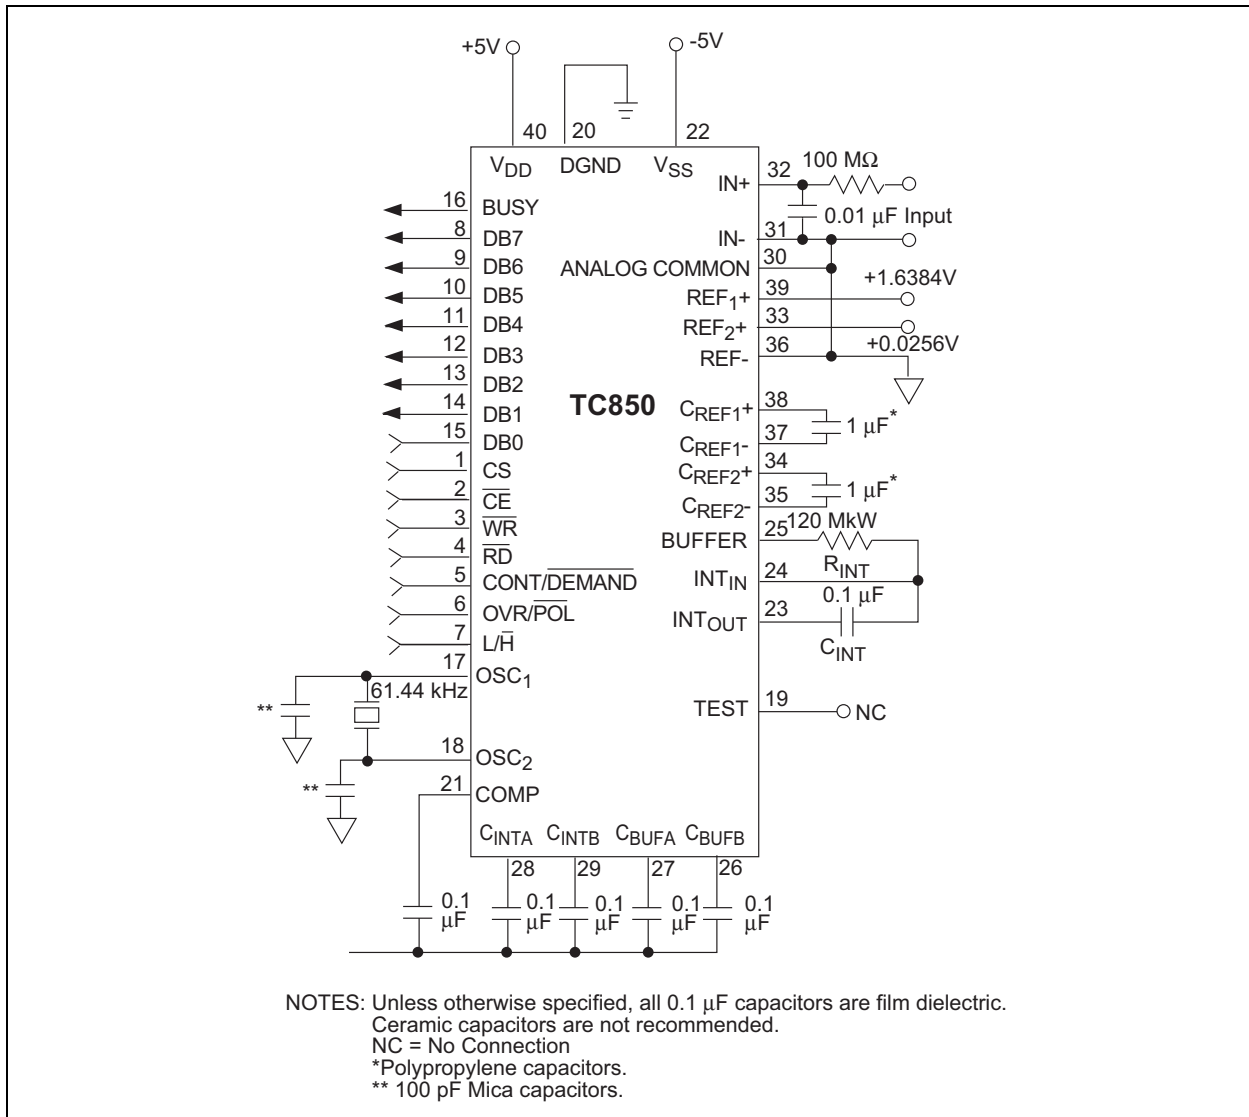 +5V
-5V
40
20
22
VDD
DGND
VSS
16
BUSY
8
DB7
9
DB6
10
DB5
11
DB4
12
DB3
13
DB2
14
DB1
15
DB0
1
CS
2
CE
3
WR
4
RD
5
CONT/DEMAND
6
OVR/POL
7
L/H
17
OSC1
61.44 kHz
**
18
OSC2
**
21
COMP
TC850
IN+
32
100 MΩ
0.01 μF Input
IN-
31
ANALOG COMMON
30
REF1+
39
+1.6384V
REF2+
33
+0.0256V
REF-
36
CREF1+
38
1 μF*
CREF1-
37
CREF2+
34
1 μF*
CREF2-
35
BUFFER
25
120 MkW
RINT
INTIN
24
0.1 μF
INTOUT
23
CINT
TEST
19
NC
CINTA
CINTB
CBUFA
CBUFB
28
29
27
26
0.1 μF
0.1 μF
0.1 μF
0.1 μF
0.1 μF
NOTES: Unless otherwise specified, all 0.1 μF capacitors are film dielectric.
Ceramic capacitors are not recommended.
NC = No Connection
*Polypropylene capacitors.
** 100 pF Mica capacitors.